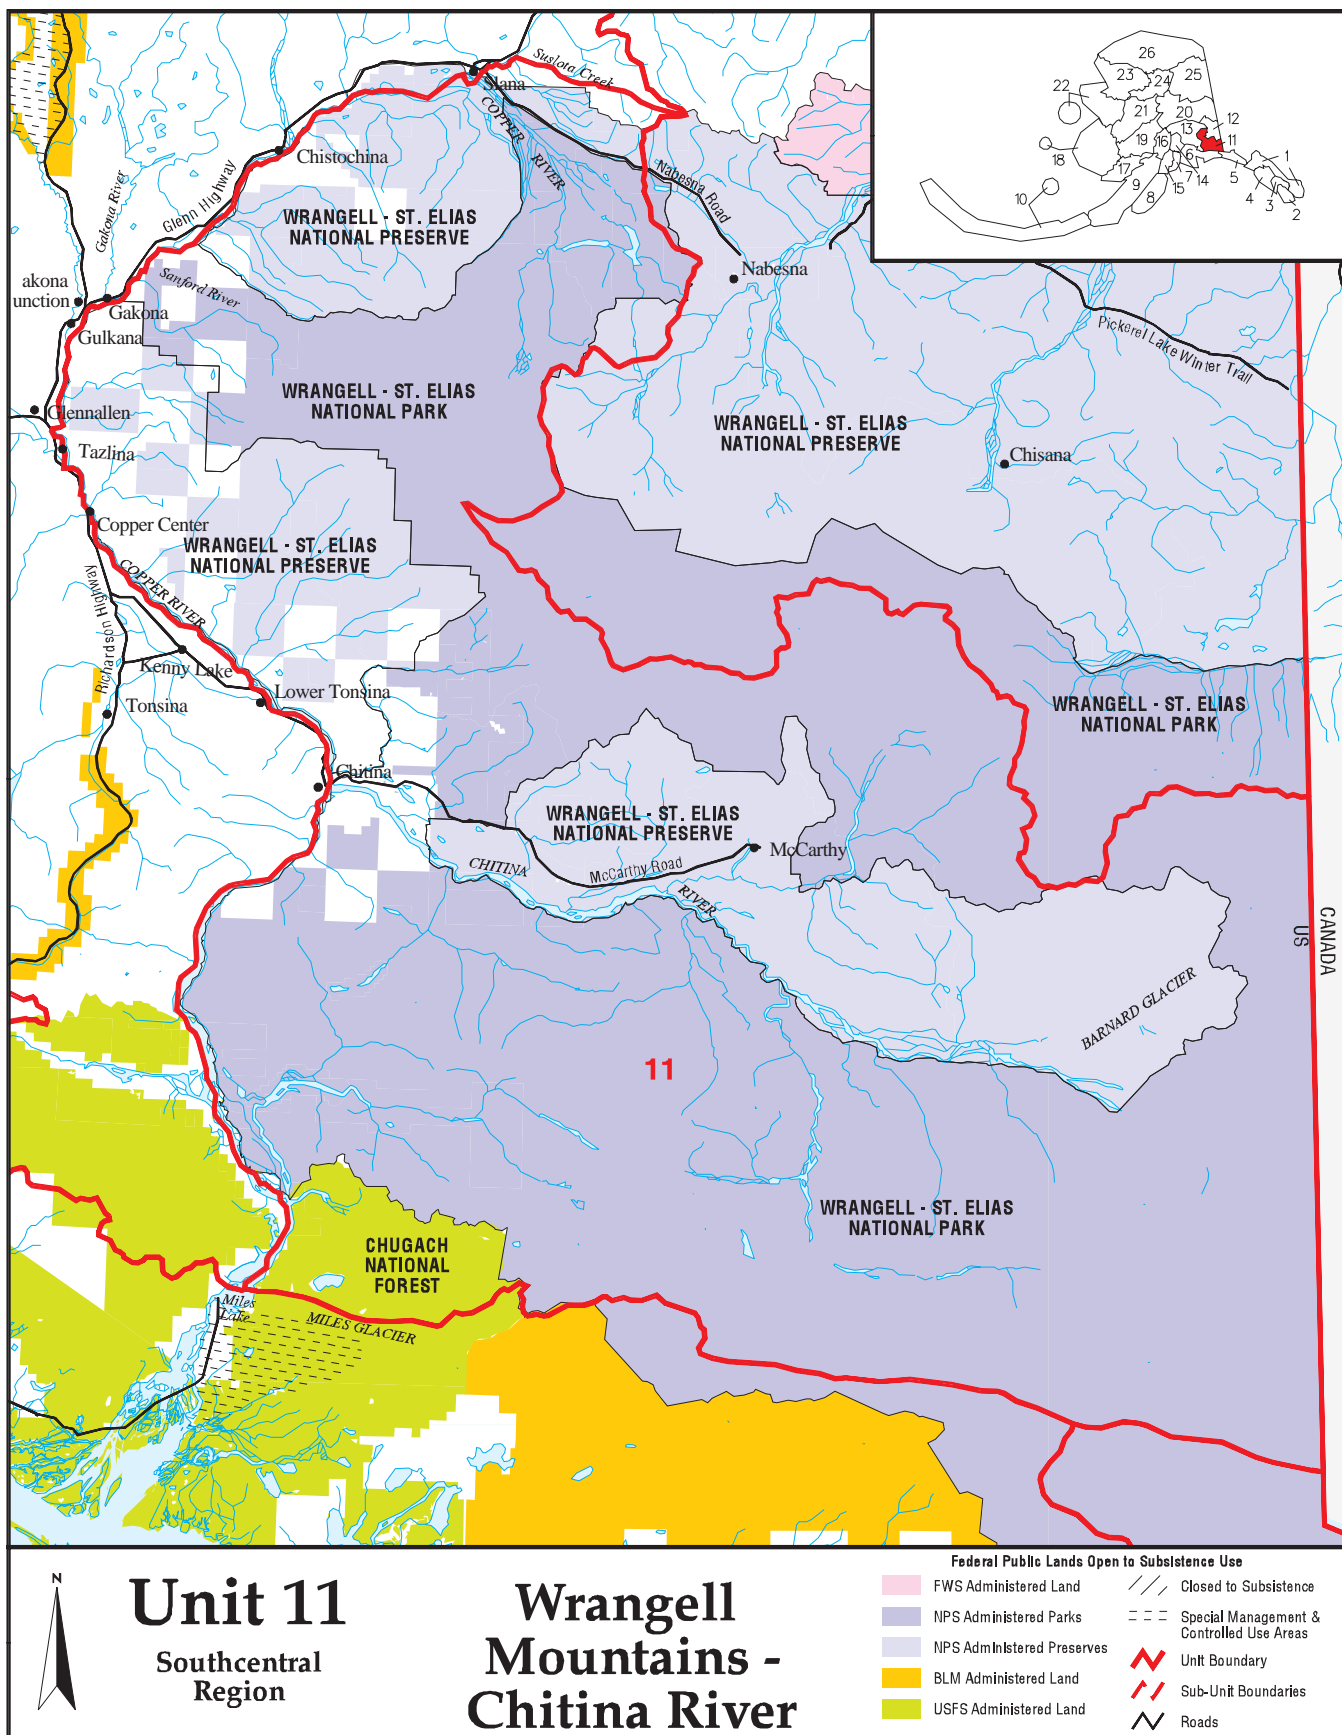 Suslota Creek
Slana
COPPER
RIVER
Chistochina
Glenn Highway
Gakona River
Nabesna Road
WRANGELL - ST. ELIAS
NATIONAL PRESERVE
Sanford River
akona
unction
Gakona
Gulkana
Nabesna
Pickerel Lake Winter Trail
26
23
24
25
22
21
20
12
13
11
19
16
18
17
6
7
14
15
5
1
10
9
8
4
3
2
Glennallen
WRANGELL - ST. ELIAS
NATIONAL PARK
WRANGELL - ST. ELIAS
NATIONAL PRESERVE
Tazlina
Chisana
Copper Center
WRANGELL - ST. ELIAS
NATIONAL PRESERVE
COPPER RIVER
Richardson Highway
Kenny Lake
Lower Tonsina
Tonsina
WRANGELL - ST. ELIAS
NATIONAL PARK
Chitina
WRANGELL - ST. ELIAS
NATIONAL PRESERVE
McCarthy
CHITINA
McCarthy Road
RIVER
CANADA
US
BARNARD GLACIER
11
WRANGELL - ST. ELIAS
NATIONAL PARK
CHUGACH
NATIONAL
FOREST
Miles
Lake
MILES GLACIER
N
Unit 11
Southcentral
Region
Wrangell
Mountains -
Chitina River
Federal Public Lands Open to Subsistence Use
FWS Administered Land
NPS Administered Parks
NPS Administered Preserves
BLM Administered Land
USFS Administered Land
Closed to Subsistence
Special Management &
Controlled Use Areas
Unit Boundary
Sub-Unit Boundaries
Roads